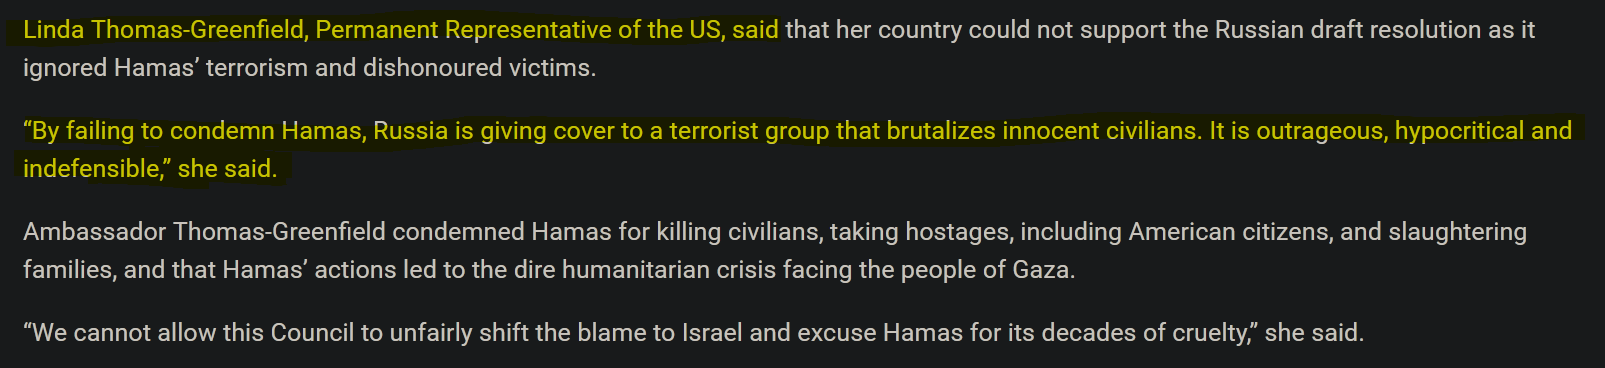 Linda Thomas-Greenfield, Permanent Representative of the US, said that her country could not support the Russian draft resolution as it
ignored Hamas’ terrorism and dishonoured victims.
“By failing to condemn Hamas, Russia is giving cover to a terrorist group that brutalizes innocent civilians. It is outrageous, hypocritical and
indefensible,” she said.
Ambassador Thomas-Greenfield condemned Hamas for killing civilians, taking hostages, including American citizens, and slaughtering
families, and that Hamas’ actions led to the dire humanitarian crisis facing the people of Gaza.
“We cannot allow this Council to unfairly shift the blame to Israel and excuse Hamas for its decades of cruelty,” she said.